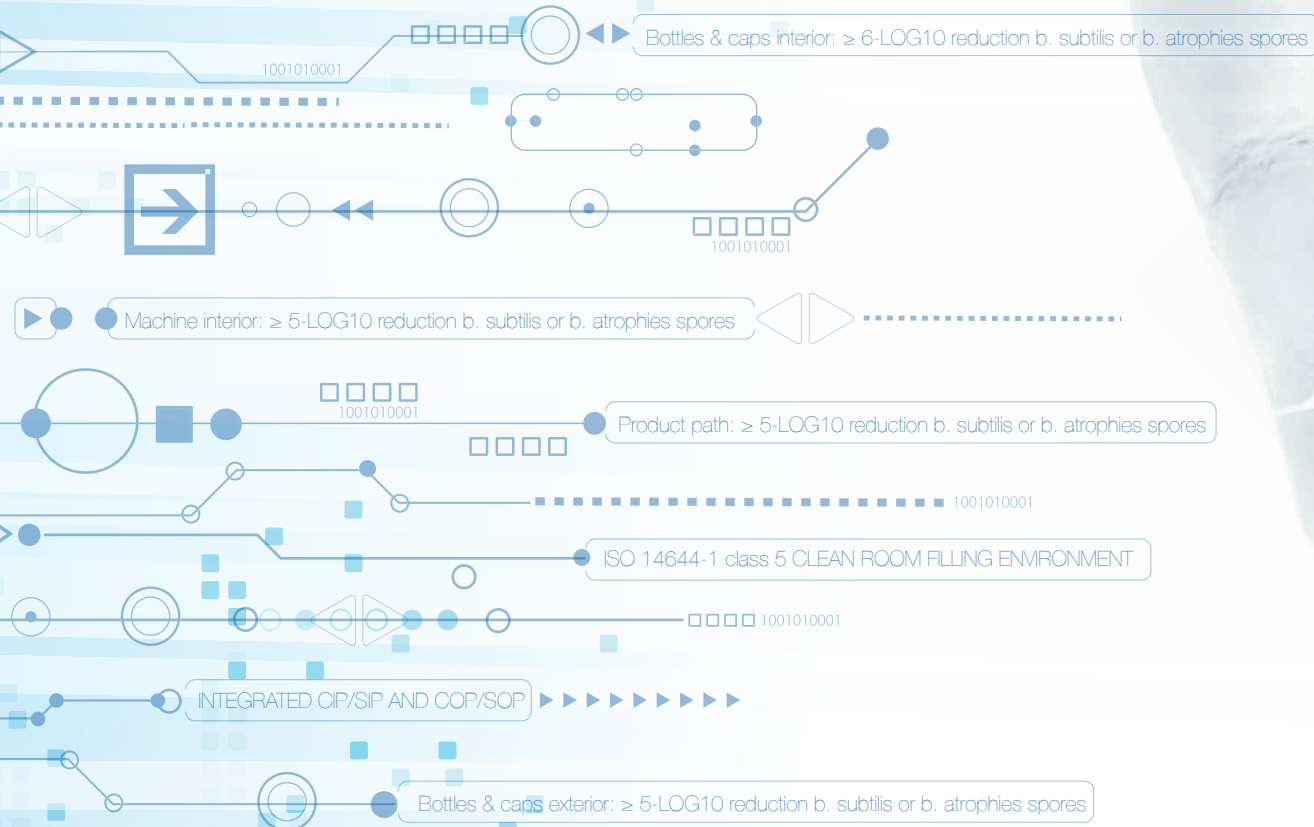 Bottles & caps interior: ≥ 6-LOG10 reduction b. subtilis or b. atrophies spores
1001010001
1001010001
Machine interior: ≥ 5-LOG10 reduction b. subtilis or b. atrophies spores
1001010001
Product path: ≥ 5-LOG10 reduction b. subtilis or b. atrophies spores
1001010001
ISO 14644-1 class 5 CLEAN ROOM FILLING ENVIRONMENT
1001010001
INTEGRATED CIP/SIP AND COP/SOP
Bottles & caps exterior: ≥ 5-LOG10 reduction b. subtilis or b. atrophies spores